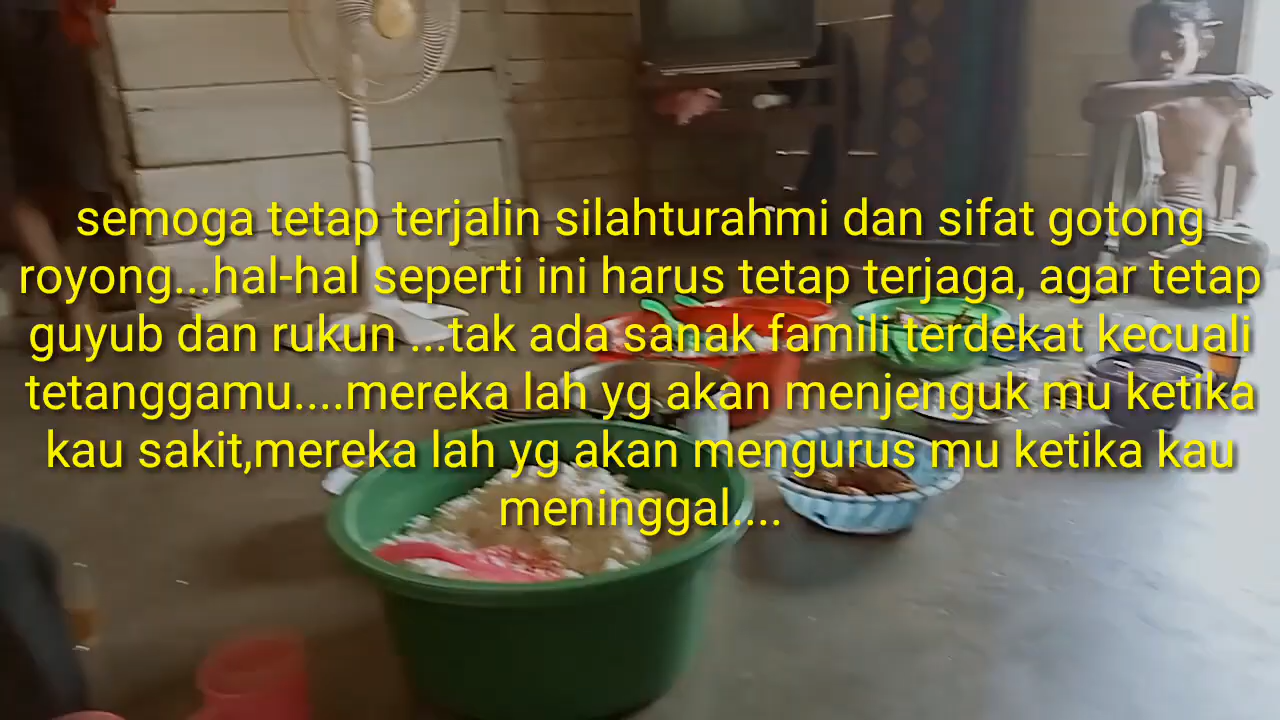 semoga tetap terjalin silahturahmi dan sifat gotong
royong...hal-hal seperti ini harus tetap terjaga, agar tetap
guyub dan rukun ...tak ada sanak famili terdekat kecuali
tetanggamu....mereka lah yg akan menjenguk mu ketika
kau sakit,mereka lah yg akan mengurus mu ketika kau
meninggal....